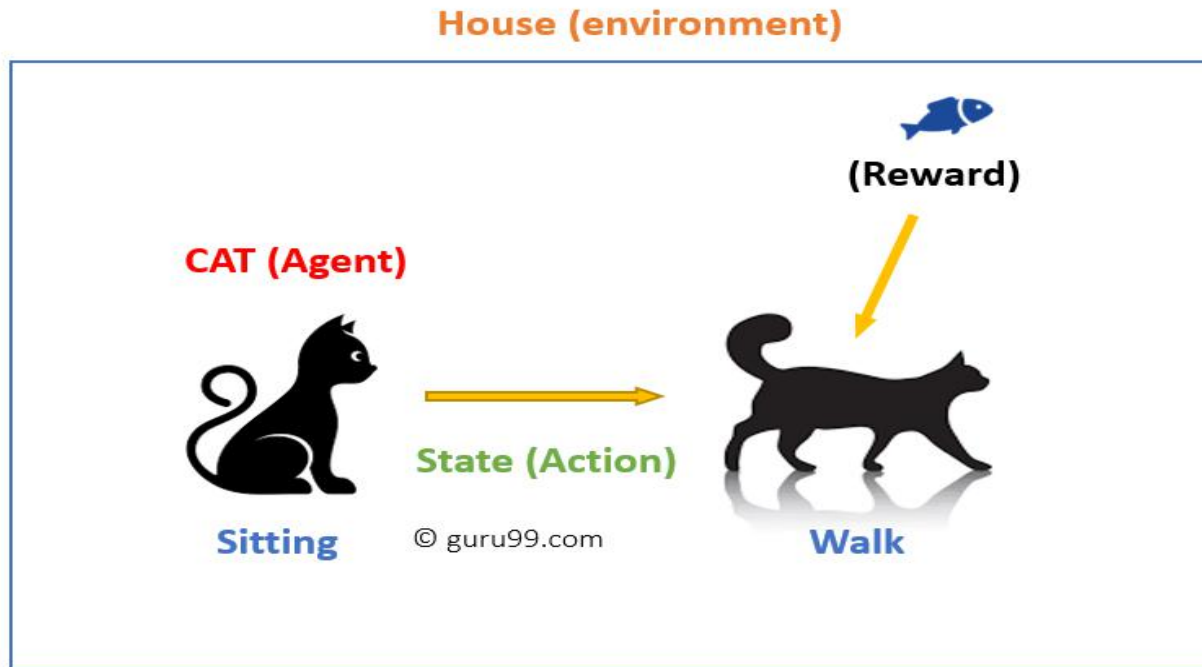 House (environment)
(Reward)
CAT (Agent)
State (Action)
Sitting
© guru99.com
Walk